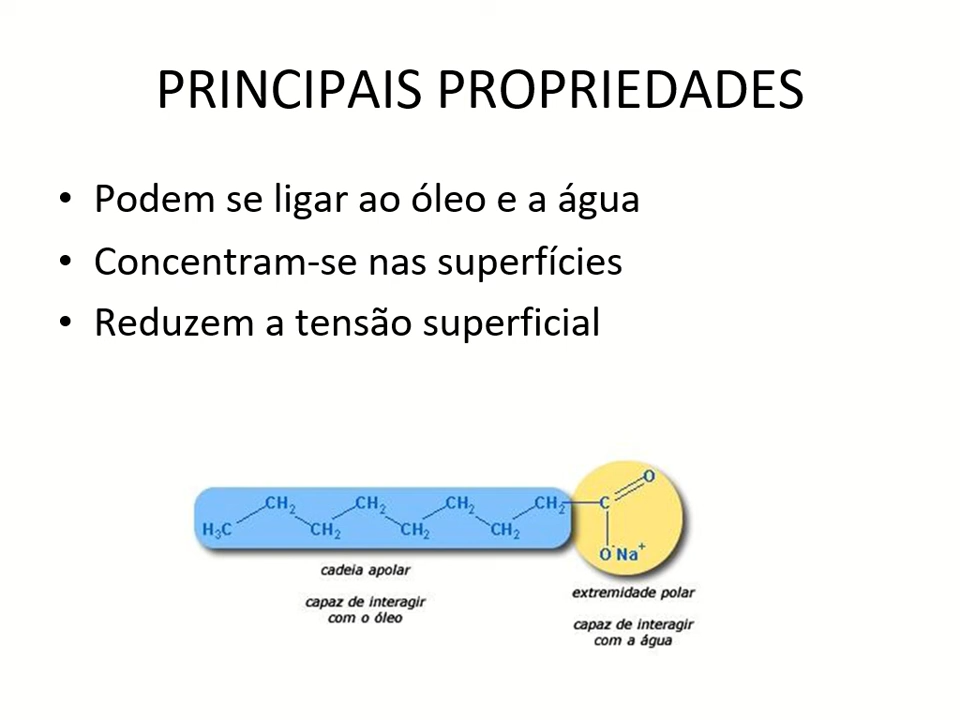 PRINCIPAIS PROPRIEDADES
• Podem se ligar ao óleo e a água
• Concentram-se nas superfícies
• Reduzem a tensão superficial
O
CH2 CH2 CH2 CH2 C
H3C CH2 CH2 CH2
O-Na+
cadeia apolar
capaz de interagir
com o óleo
extremidade polar
capaz de interagir
com a água